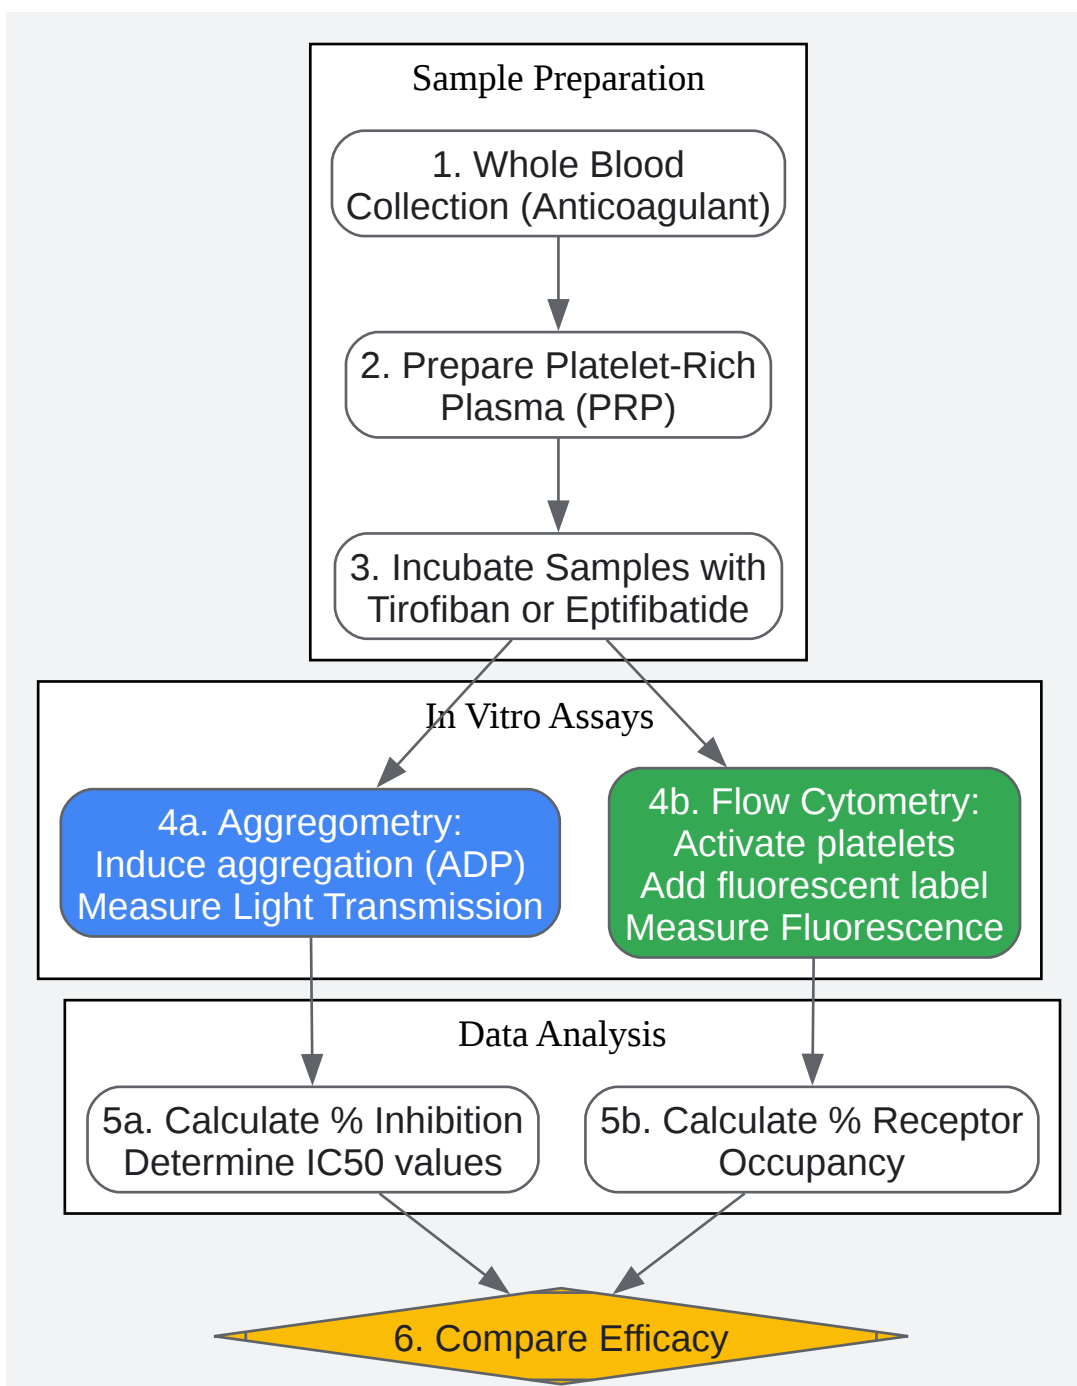 Sample Preparation
1. Whole Blood
Collection (Anticoagulant)
2. Prepare Platelet-Rich
Plasma (PRP)
3. Incubate Samples with
Tirofiban or Eptifibatide
In Vitro Assays
4a. Aggregometry:
Induce aggregation (ADP)
Measure Light Transmission
4b. Flow Cytometry:
Activate platelets
Add fluorescent label
Measure Fluorescence
Data Analysis
5a. Calculate % Inhibition
Determine IC50 values
5b. Calculate % Receptor
Occupancy
6. Compare Efficacy